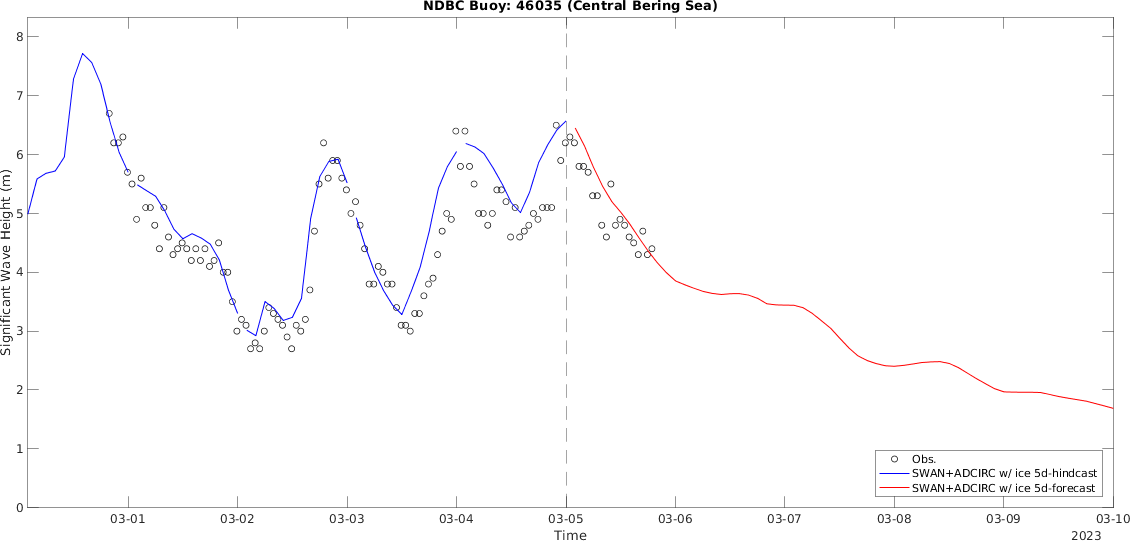 NDBC Buoy: 46035 (Central Bering Sea)
8
7
6
5
4
3
2
1
0
Significant Wave Height (m)
Obs.
SWAN+ADCIRC w/ ice 5d-hindcast
SWAN+ADCIRC w/ ice 5d-forecast
03-01 03-02 03-03 03-04 03-05 03-06 03-07 03-08 03-09 03-10
Time
2023